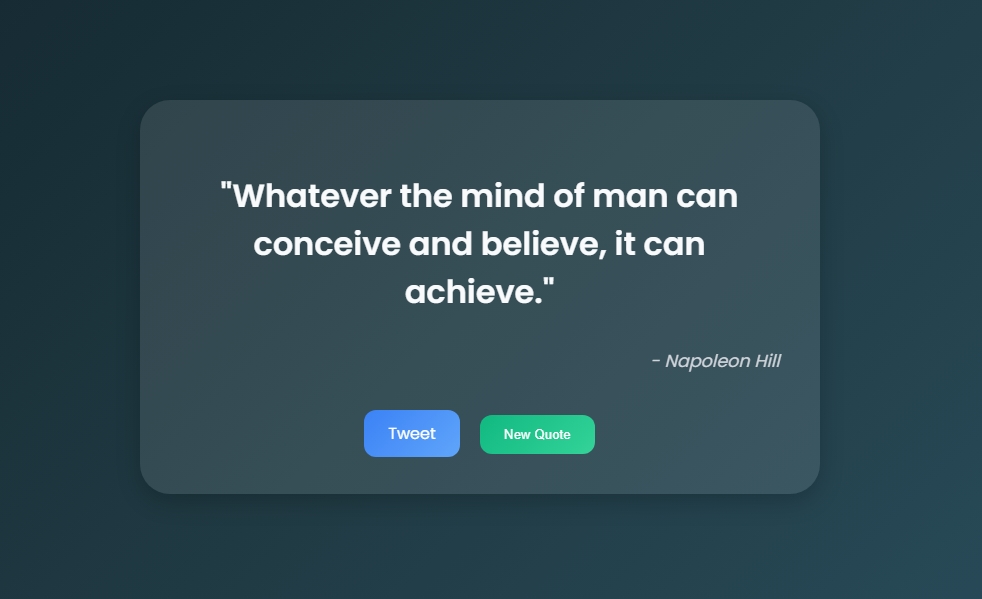 "Whatever the mind of man can
conceive and believe, it can
achieve."
- Napoleon Hill
Tweet
New Quote